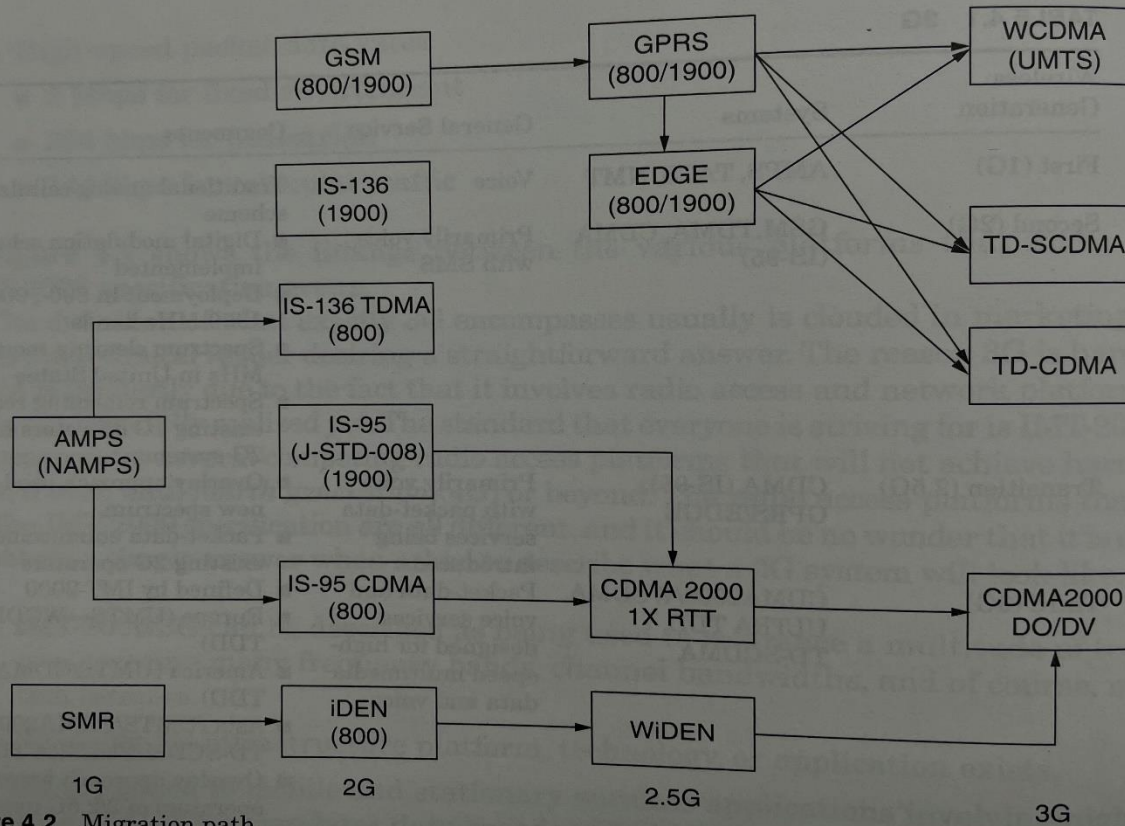 GSM
(800/1900)
GPRS
(800/1900)
WCDMA
(UMTS)
IS-136
(1900)
EDGE
(800/1900)
TD-SCDMA
IS-136 TDMA
(800)
TD-CDMA
AMPS
(NAMPS)
IS-95
(J-STD-008)
(1900)
IS-95 CDMA
(800)
CDMA 2000
1X RTT
CDMA2000
DO/DV
SMR
iDEN
(800)
WiDEN
1G
2G
2.5G
3G
4.2 Migration path